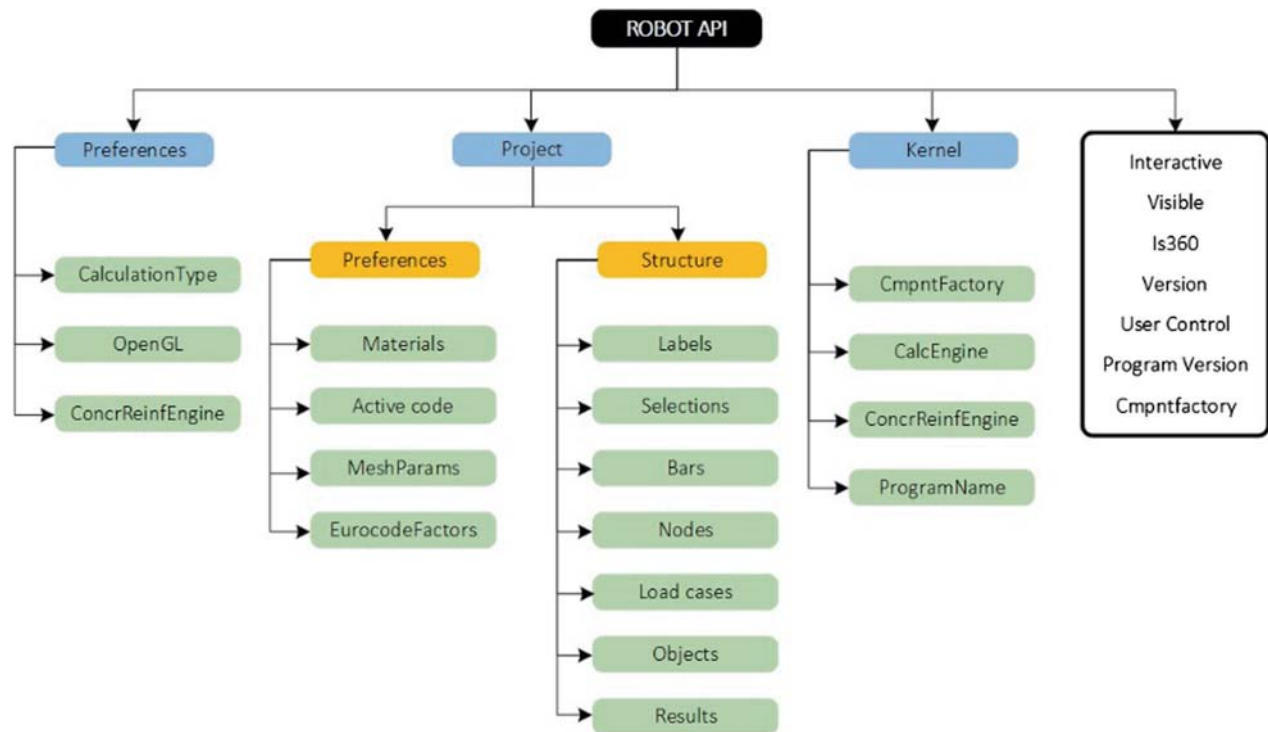 ROBOT API
Preferences
Project
Kernel
Interactive
Visible
Is360
Version
User Control
Program Version
Cmpntfactory
CalculationType
OpenGL
ConcrReinfEngine
Preferences
Materials
Active code
MeshParams
EurocodeFactors
Structure
Labels
Selections
Bars
Nodes
Load cases
Objects
Results
CmpntFactory
CalcEngine
ConcrReinfEngine
ProgramName